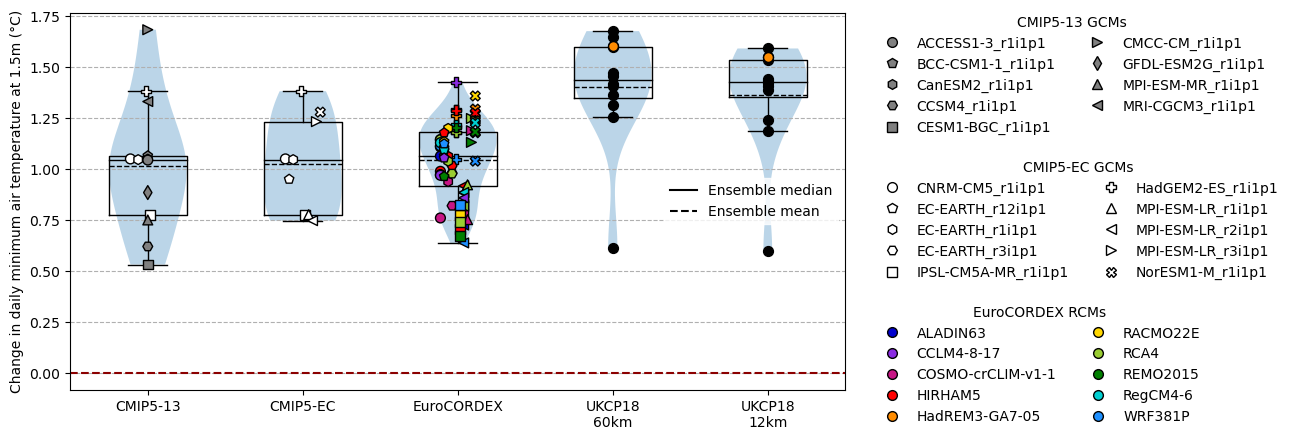 Change in daily minimum air temperature at 1.5m (°C)
1.75
1.50
1.25
1.00
0.75
0.50
0.25
0.00
CMIP5-13
CMIP5-EC
EuroCORDEX
UKCP18
60km
UKCP18
12km
Ensemble median
Ensemble mean
CMIP5-13 GCMs
ACCESS1-3_r1i1p1
BCC-CSM1-1_r1i1p1
CanESM2_r1i1p1
CCSM4_r1i1p1
CESM1-BGC_r1i1p1
CMCC-CM_r1i1p1
GFDL-ESM2G_r1i1p1
MPI-ESM-MR_r1i1p1
MRI-CGCM3_r1i1p1
CMIP5-EC GCMs
CNRM-CM5_r1i1p1
EC-EARTH_r12i1p1
EC-EARTH_r1i1p1
EC-EARTH_r3i1p1
IPSL-CM5A-MR_r1i1p1
HadGEM2-ES_r1i1p1
MPI-ESM-LR_r1i1p1
MPI-ESM-LR_r2i1p1
MPI-ESM-LR_r3i1p1
NorESM1-M_r1i1p1
EuroCORDEX RCMs
ALADIN63
CCLM4-8-17
COSMO-crCLIM-v1-1
HIRHAM5
HadREM3-GA7-05
RACMO22E
RCA4
REMO2015
RegCM4-6
WRF381P